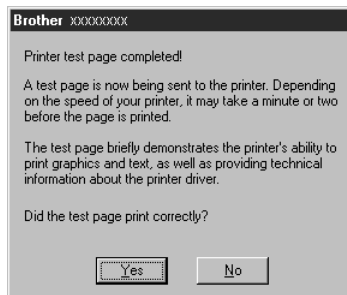 Brother XXXXXXXX
Printer test page completed!
A test page is now being sent to the printer. Depending
on the speed of your printer, it may take a minute or two
before the page is printed.
The test page briefly demonstrates the printer's ability to
print graphics and text, as well as providing technical
information about the printer driver.
Did the test page print correctly?
Yes
No